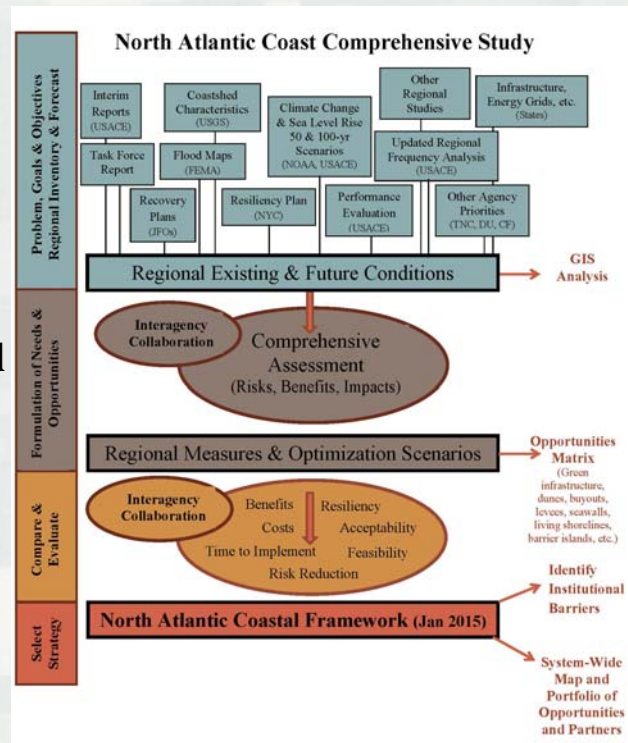 North Atlantic Coast Comprehensive Study
Problem, Goals & Objectives
Regional Inventory & Forecast
Interim
Reports
(USACE)
Coastshed
Characteristics
(USGS)
Climate Change
& Sea Level Rise
50 & 100-yr
Scenarios
(NOAA, USACE)
Other
Regional
Studies
Infrastructure,
Energy Grids, etc.
(States)
Task Force
Report
Flood Maps
(FEMA)
Updated Regional
Frequency Analysis
(USACE)
Recovery
Plans
(JFOs)
Resiliency Plan
(NYC)
Performance
Evaluation
(USACE)
Other Agency
Priorities
(TNC, DU, CF)
Regional Existing & Future Conditions
GIS
Analysis
Formulation of Needs &
Opportunities
Interagency
Collaboration
Comprehensive
Assessment
(Risks, Benefits, Impacts)
Regional Measures & Optimization Scenarios
Opportunities
Matrix
(Green
infrastructure,
dunes, buyouts,
levees, seawalls,
living shorelines,
barrier islands, etc.)
Compare &
Evaluate
Interagency
Collaboration
Benefits
Resiliency
Costs
Acceptability
Time to Implement
Feasibility
Risk Reduction
Identify
Institutional
Barriers
Select
Strategy
North Atlantic Coastal Framework (Jan 2015)
System-Wide
Map and
Portfolio of
Opportunities
and Partners